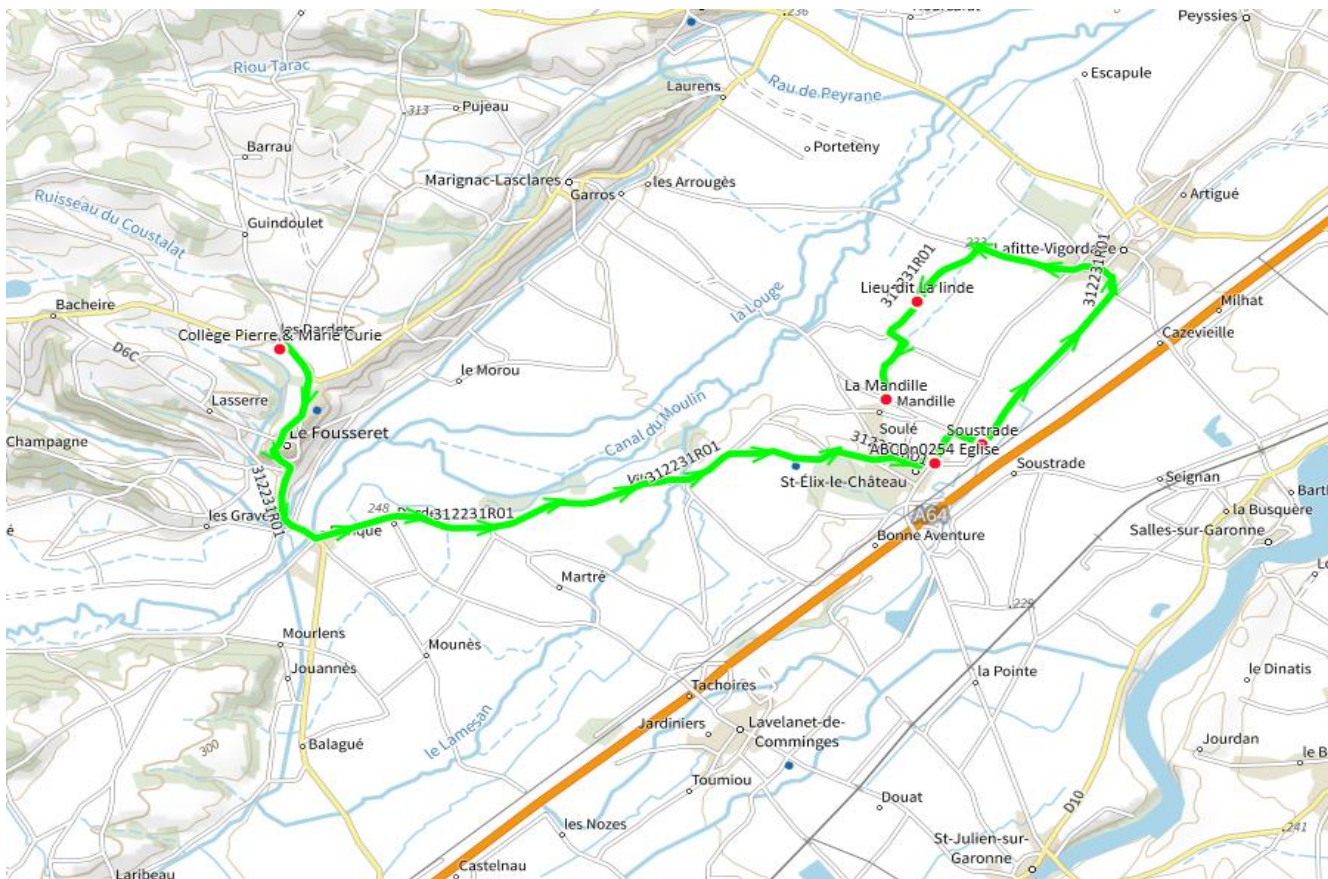 236
Peyssies
Riou Tarac
Escapule
Laurens
Rau de Peyrane
313
Pujeau
Porteteny
Barrau
Marignac-Lasclares
les Arrougès
Garros
Artigué
Ruisseau du Coustalat
Guindoulet
Lafitte-Vigordane
312231R01
312231R01
Lieu dit La linde
la Louge
Milhat
Bacheire
Collège Pierre & Marie Curie
Cazevieille
D6C
le Morou
La Mandille
Mandille
Lasserre
Canal du Moulin
Soulé
Soustrade
Champagne
Le Fousseret
ABCDn0254 Eglise
St-Élix-le-Château
Soustrade
Seignan
312231R01
312231R01
la Busquère
248
312231R01
A64
Salles-sur-Garonne
Bonne Aventure
Martré
229
Mourlens
Mounès
Jouannès
la Pointe
le Dinatis
Tachoires
le Lamesan
Jardiniers
Lavelanet-de-
Comminges
300
Balagué
Jourdan
Toumiou
Douat
D10
les Nozes
St-Julien-sur-
Garonne
241
Castelnau
Laribeau